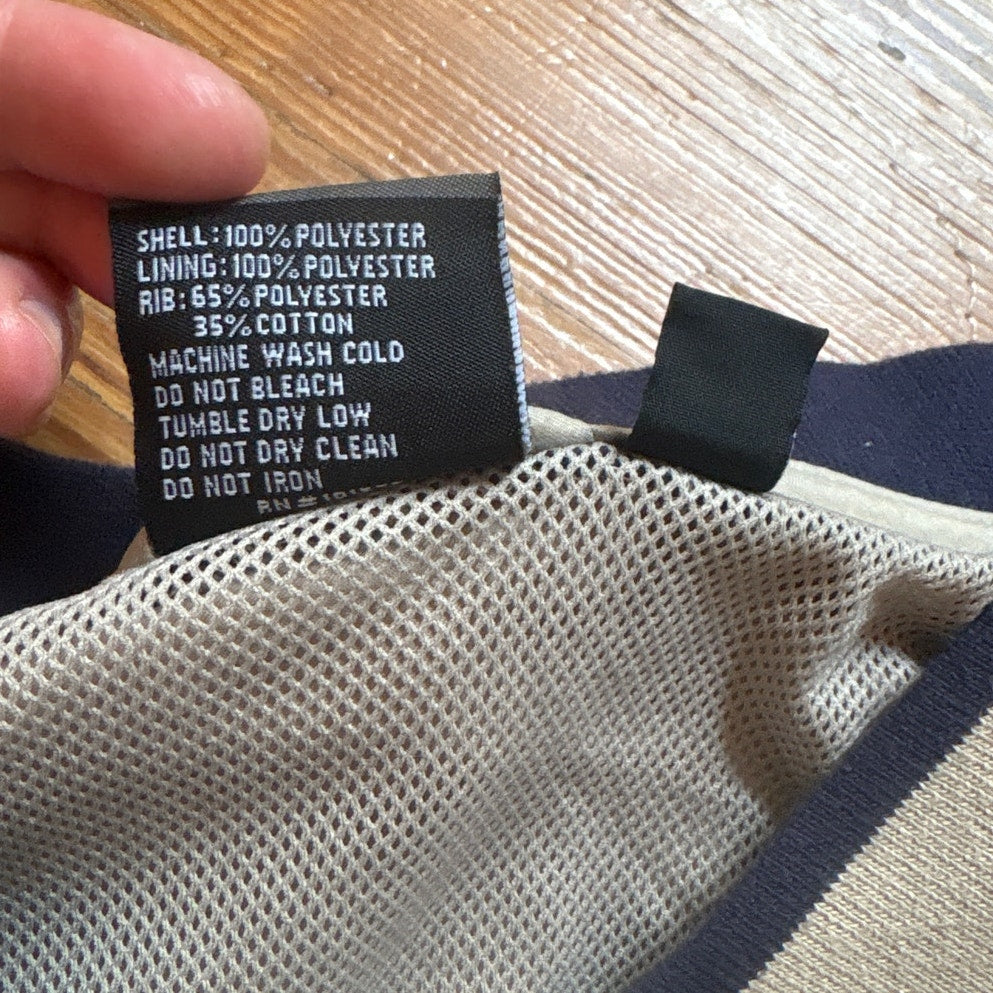 SHELL:100%POLYESTER
LINING:100%POLYESTER
RIB:65%POLYESTER
35%COTTON
MACHINE WASH COLD
DO NOT BLEACH
TUMBLE DRY LOW
DO NOT DRY CLEAN
DO NOT IRON
RN#